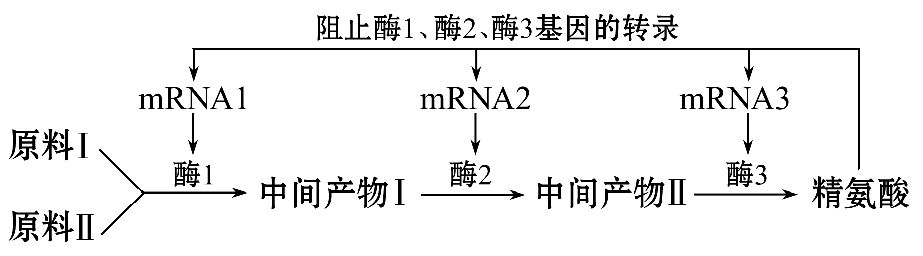 阻止酶1、酶2、酶3基因的转录
mRNA1 mRNA2 mRNA3
原料Ⅰ
酶1 酶2 酶3
中间产物Ⅰ 中间产物Ⅱ 精氨酸
原料Ⅱ